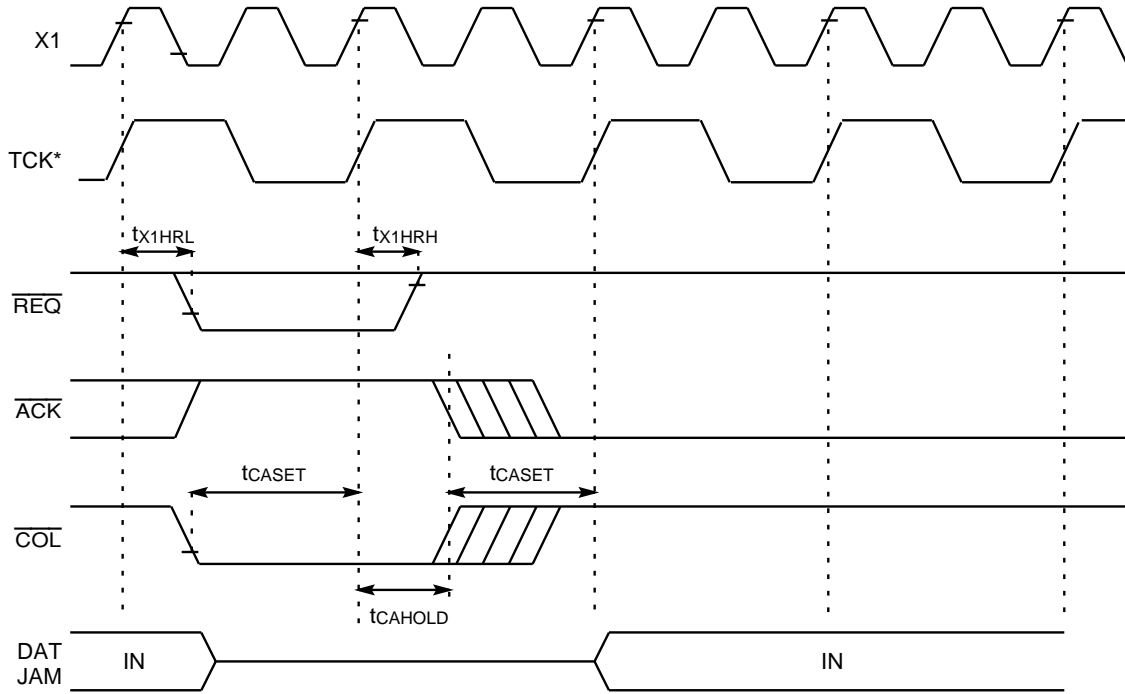 X1
TCK*
tX1HRL
tX1HRH
REQ
ACK
tCASET
tCASET
COL
tCAHOLD
DAT
JAM
IN
IN